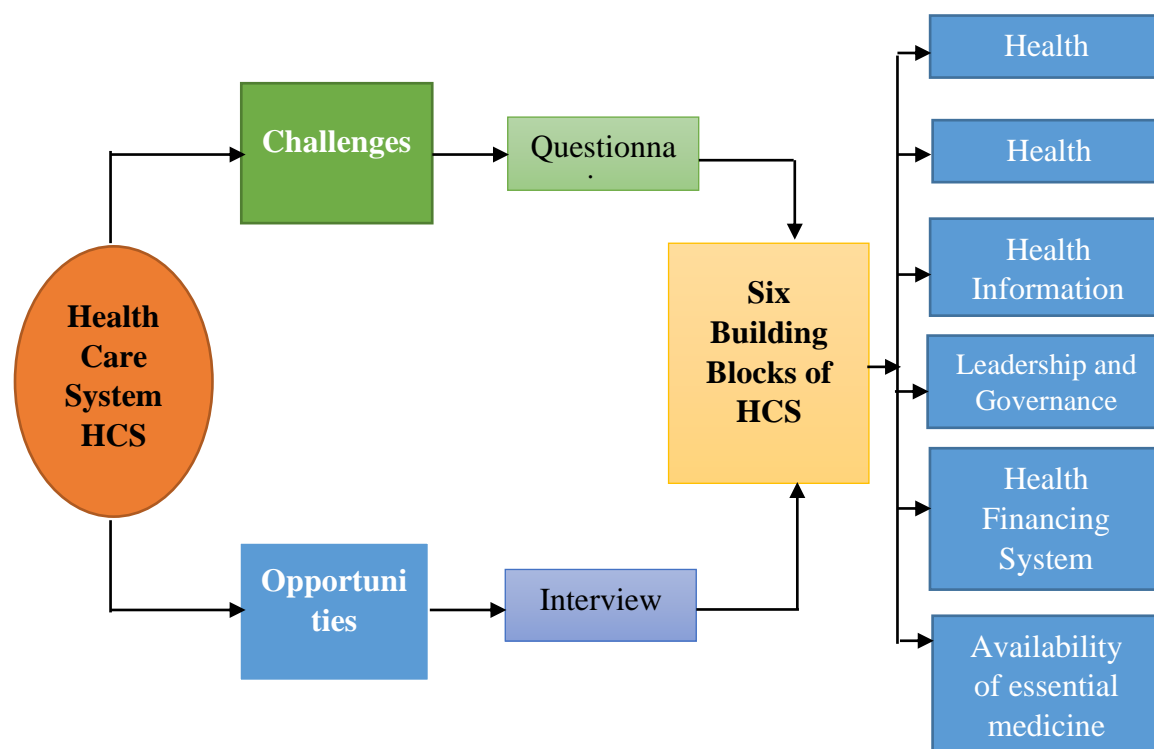 Health
Care
System
HCS
Challenges
Questionna
.
Opportuni
ties
Interview
Six
Building
Blocks of
HCS
Health
Health
Health
Information
Leadership and
Governance
Health
Financing
System
Availability
of essential
medicine